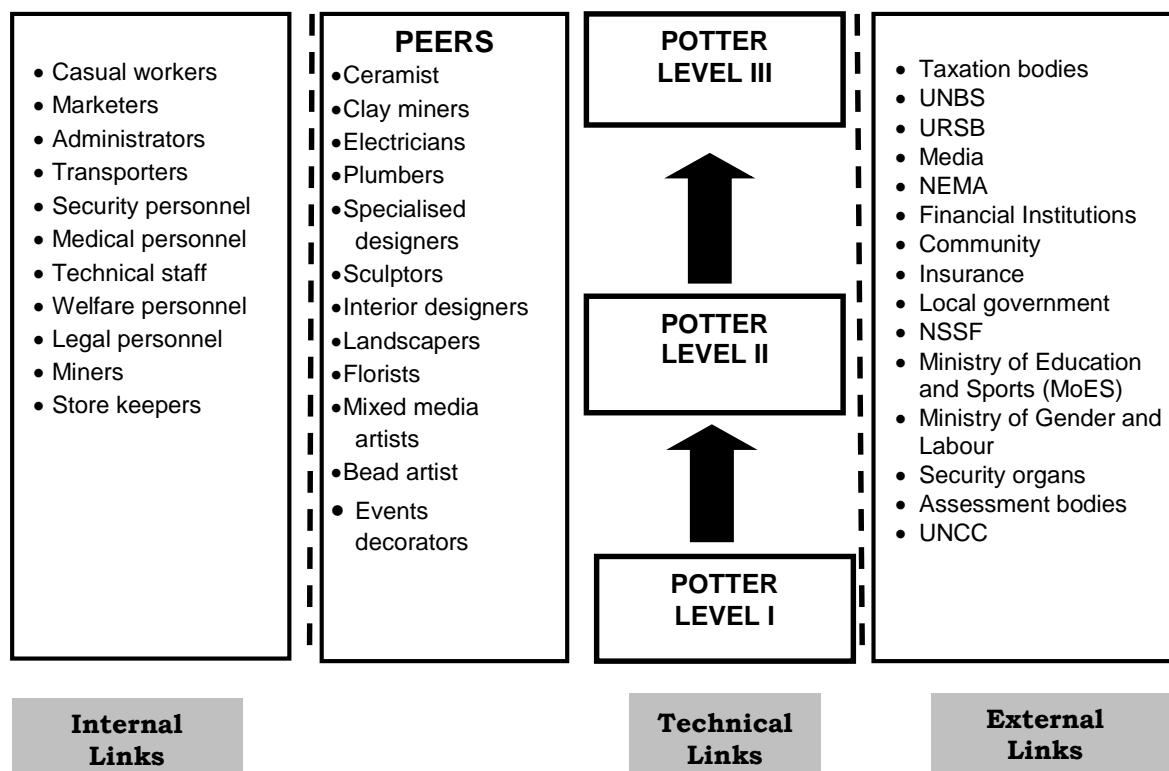 • Casual workers
• Marketers
• Administrators
• Transporters
• Security personnel
• Medical personnel
• Technical staff
• Welfare personnel
• Legal personnel
• Miners
• Store keepers
PEERS
•Ceramist
•Clay miners
•Electricians
•Plumbers
•Specialised
designers
•Sculptors
•Interior designers
•Landscapers
•Florists
•Mixed media
artists
•Bead artist
• Events
decorators
POTTER
LEVEL III
POTTER
LEVEL II
POTTER
LEVEL I
• Taxation bodies
• UNBS
• URSB
• Media
• NEMA
• Financial Institutions
• Community
• Insurance
• Local government
• NSSF
• Ministry of Education
and Sports (MoES)
• Ministry of Gender and
Labour
• Security organs
• Assessment bodies
• UNCC
Internal
Links
Technical
Links
External
Links